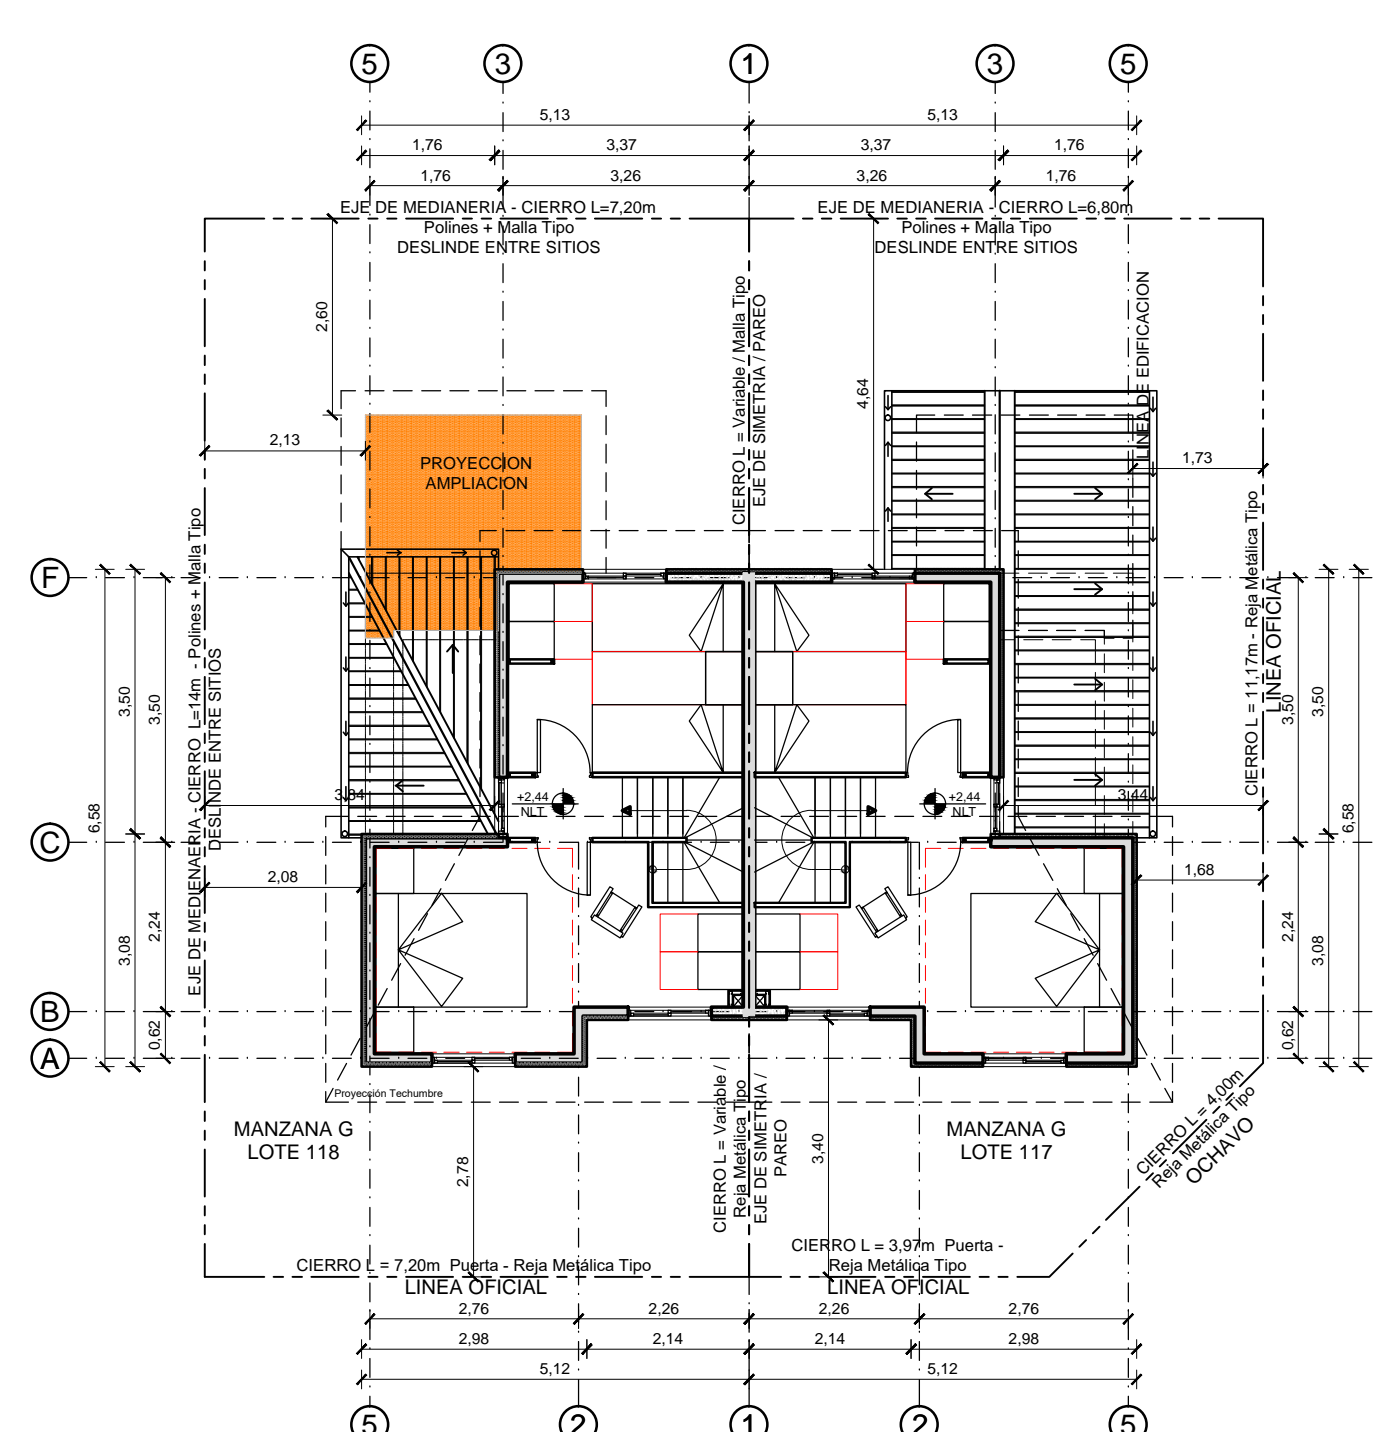 5 3 1 3 5
5,13 5,13
1,76 3,37 3,37 1,76
1,76 3,26 3,26 1,76
EJE DE MEDIANERIA - CIERRO L=7,20m
Polines + Malla Tipo
DESLINDE ENTRE SITIOS
EJE DE MEDIANERIA - CIERRO L=6,80m
Polines + Malla Tipo
DESLINDE ENTRE SITIOS
2,60
CIERRO L = Variable / Malla Tipo
EJE DE SIMETRIA / PAREO
4,64
LINEA DE EDIFICACION
2,13
1,73
PROYECCION
AMPLIACION
EJE DE MEDIENAERIA - CIERRO L=14m - Polines + Malla Tipo
DESLINDE ENTRE SITIOS
CIERRO L = 11,17m - Reja Metálica Tipo
LINEA OFICIAL
F
C
B
A
6,58
3,50
3,50
3,08
2,24
0,62
3,84
+2,44
NLT
+2,44
NLT
3,44
3,50
3,50
6,58
2,08
1,68
2,24
3,08
0,62
Proyección Techumbre
MANZANA G
LOTE 118
MANZANA G
LOTE 117
2,78
CIERRO L = Variable /
Reja Metálica Tipo
EJE DE SIMETRIA /
PAREO
3,40
CIERRO L = 4,00m
Reja Metálica Tipo
OCHAVO
CIERRO L = 7,20m Puerta - Reja Metálica Tipo
LINEA OFICIAL
CIERRO L = 3,97m Puerta -
Reja Metálica Tipo
LINEA OFICIAL
2,76 2,26 2,26 2,76
2,98 2,14 2,14 2,98
5,12 5,12
5 2 1 2 5